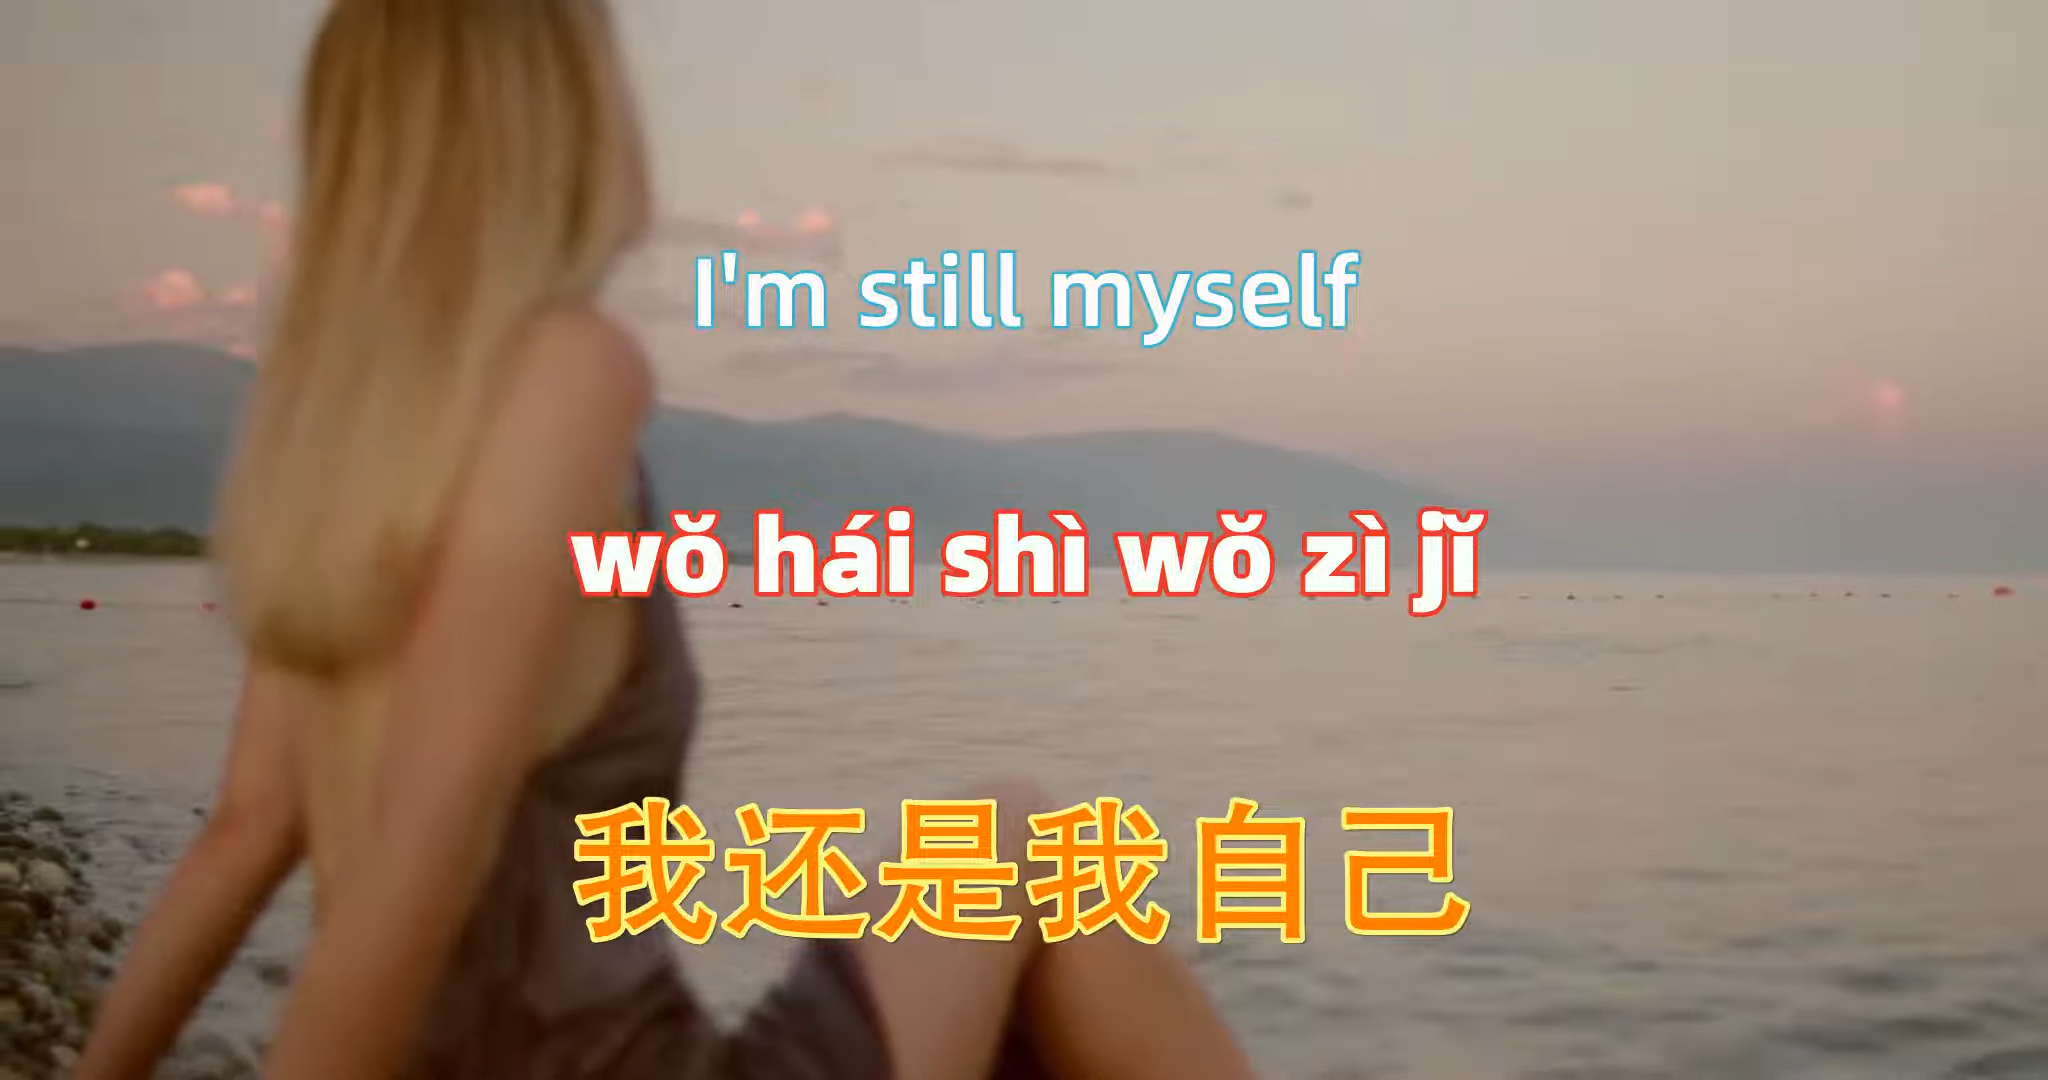 I'm still myself
wŏ hái shì wŏ zì jĭ
我还是我自己